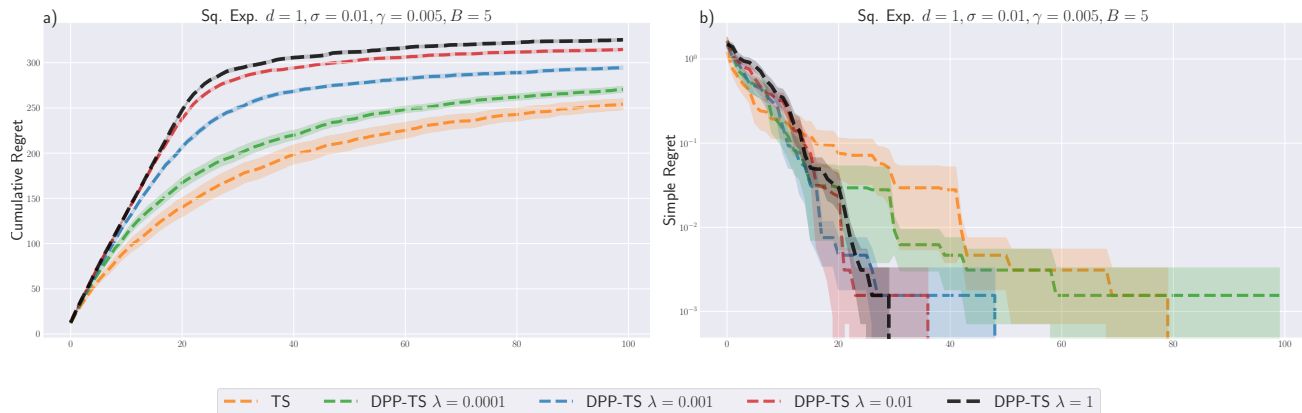 a)
Sq. Exp. d = 1, σ = 0.01, γ = 0.005, B = 5
Cumulative Regret
300
250
200
150
100
50
0
0 20 40 60 80 100
b)
Sq. Exp. d = 1, σ = 0.01, γ = 0.005, B = 5
Simple Regret
10⁰
10⁻¹
10⁻²
10⁻³
0 20 40 60 80 100
TS DPP-TS λ = 0.0001 DPP-TS λ = 0.001 DPP-TS λ = 0.01 DPP-TS λ = 1